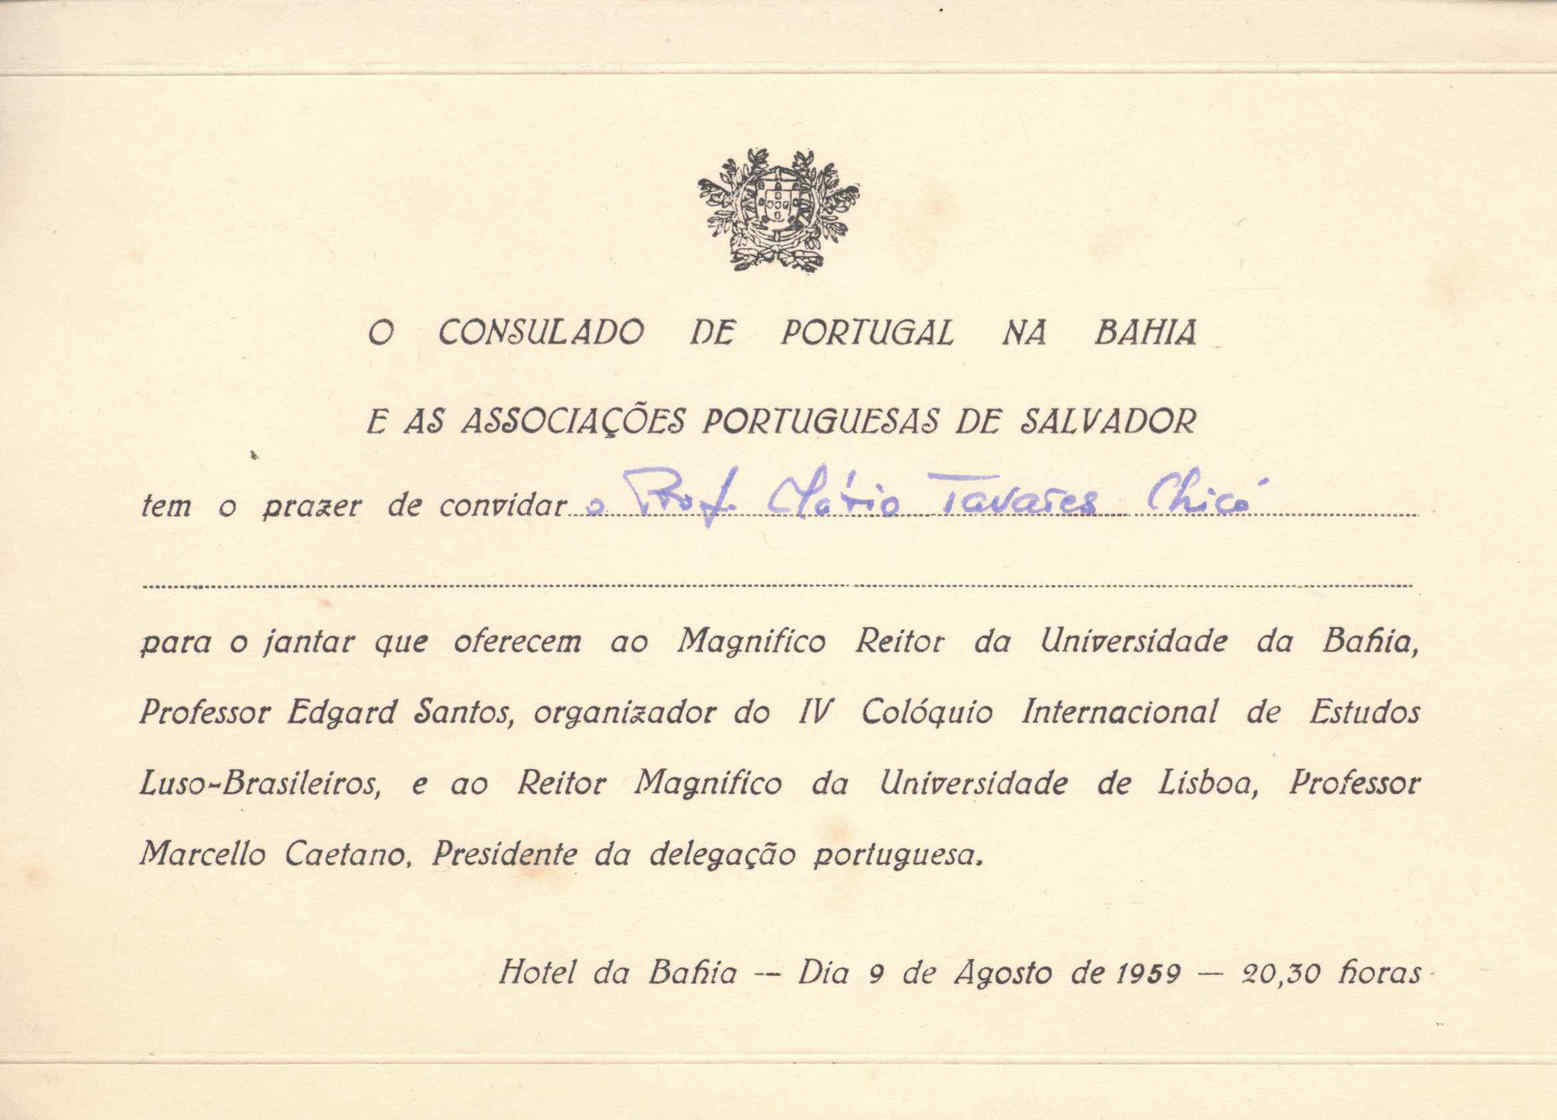 O CONSULADO DE PORTUGAL NA BAHIA
E AS ASSOCIAÇÕES PORTUGUESAS DE SALVADOR
tem o prazer de convidar o Prof. Mário Tavares Chicó
para o jantar que oferecem ao Magnifico Reitor da Universidade da Bahia,
Professor Edgard Santos, organizador do IV Colóquio Internacional de Estudos
Luso-Brasileiros, e ao Reitor Magnifico da Universidade de Lisboa, Professor
Marcello Caetano, Presidente da delegação portuguesa.
Hotel da Bahia -- Dia 9 de Agosto de 1959 — 20,30 horas